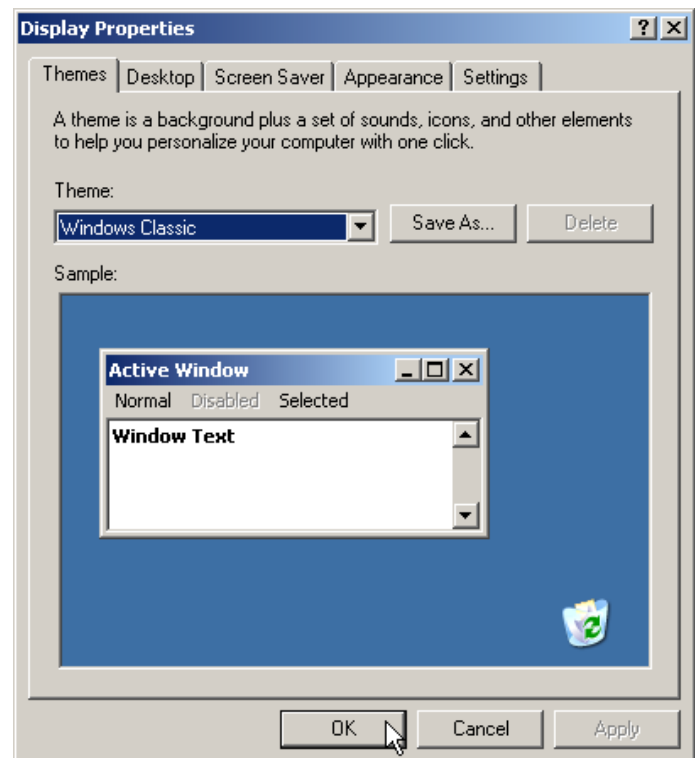 Display Properties
Themes Desktop Screen Saver Appearance Settings
A theme is a background plus a set of sounds, icons, and other elements
to help you personalize your computer with one click.
Theme:
Windows Classic Save As... Delete
Sample:
Active Window
Normal Disabled Selected
Window Text
OK Cancel Apply